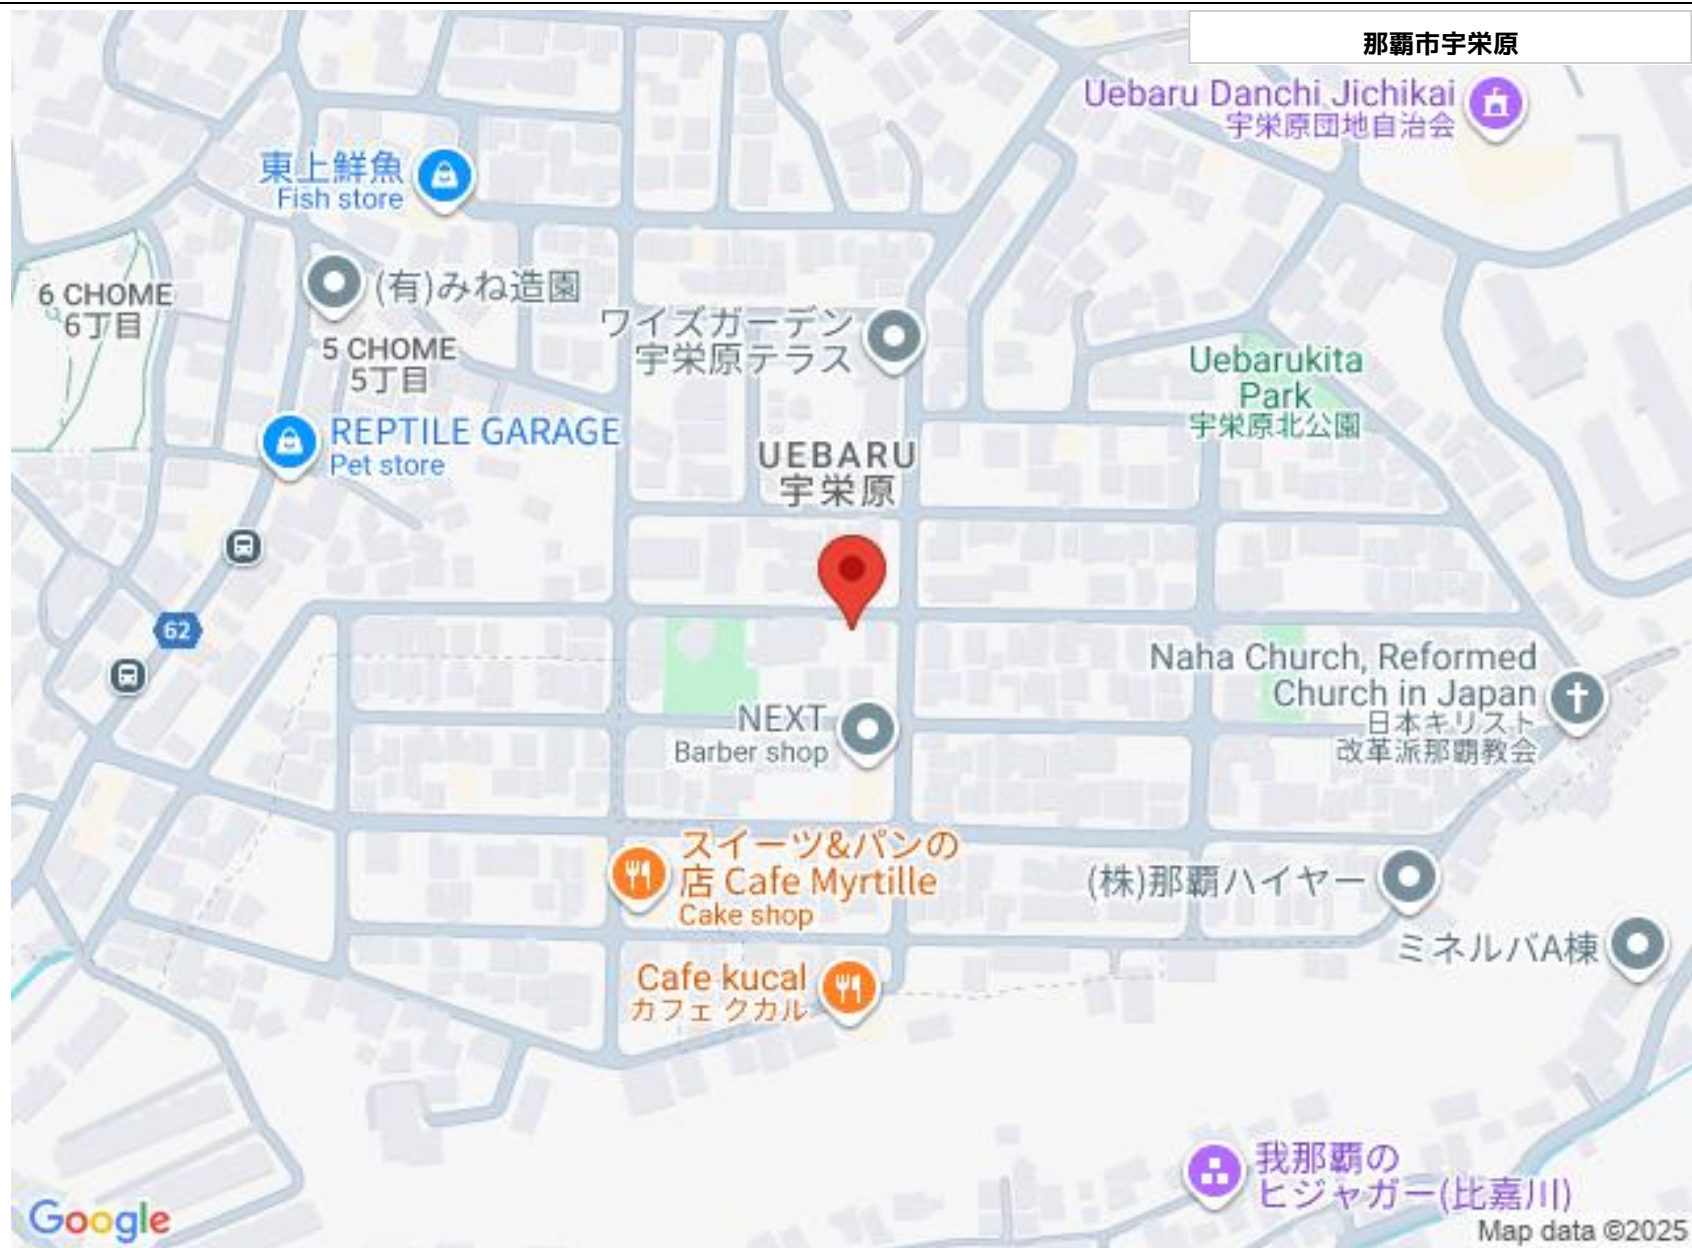 那覇市宇栄原
Uebaru Danchi Jichikai
宇栄原団地自治会
東上鮮魚
Fish store
(有)みね造園
6 CHOME
6丁目
ワイズガーデン
宇栄原テラス
5 CHOME
5丁目
Uebarukita
Park
宇栄原北公園
REPTILE GARAGE
Pet store
UEBARU
宇栄原
62
Naha Church, Reformed
Church in Japan
日本キリスト
改革派那覇教会
NEXT
Barber shop
スイーツ&パンの
店 Cafe Myrtille
Cake shop
(株)那覇ハイヤー
ミネルバA棟
Cafe kucal
カフェ クカル
我那覇の
ヒジャガー(比嘉川)
Google
Map data ©2025